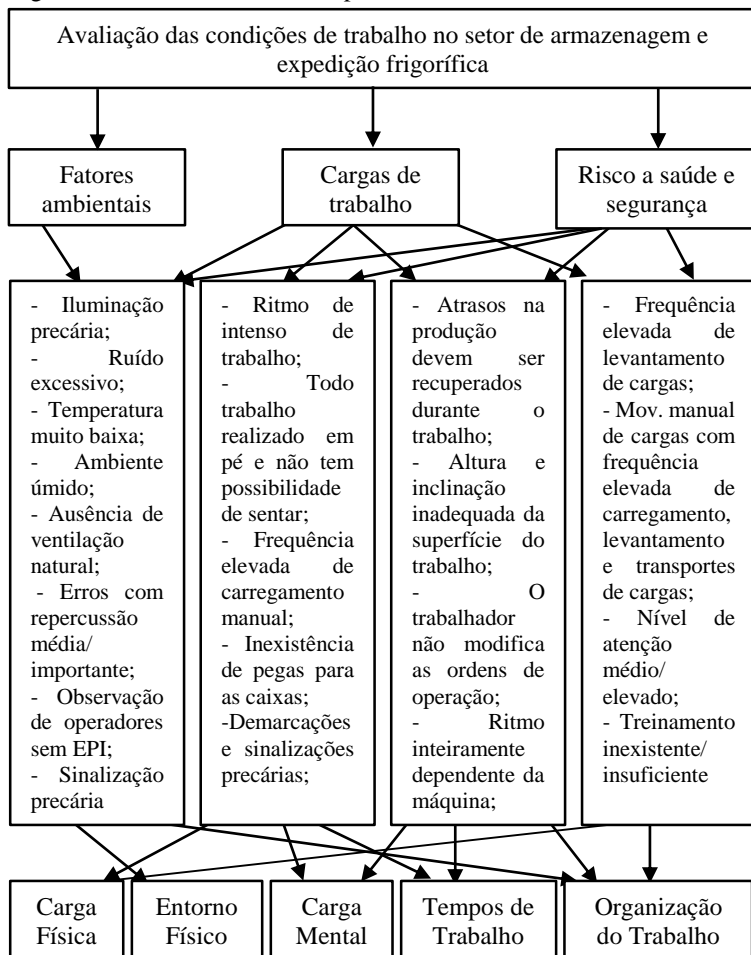 Avaliação das condições de trabalho no setor de armazenagem e
expedição frigorífica
Fatores
ambientais
Cargas de
trabalho
Risco a saúde e
segurança
- Iluminação
precária;
- Ruído
excessivo;
- Temperatura
muito baixa;
- Ambiente
úmido;
- Ausência de
ventilação
natural;
- Erros com
repercussão
média/
importante;
- Observação
de operadores
sem EPI;
- Sinalização
precária
- Ritmo de
intenso de
trabalho;
- Todo
trabalho
realizado em
pé e não tem
possibilidade
de sentar;
- Frequência
elevada de
carregamento
manual;
- Inexistência
de pegas para
as caixas;
-Demarcações
e sinalizações
precárias;
- Atrasos na
produção
devem ser
recuperados
durante o
trabalho;
- Altura e
inclinação
inadequada da
superfície do
trabalho;
- O
trabalhador
não modifica
as ordens de
operação;
- Ritmo
inteiramente
dependente da
máquina;
- Frequência
elevada de
levantamento
de cargas;
- Mov. manual
de cargas com
frequência
elevada de
carregamento,
levantamento
e transportes
de cargas;
- Nível de
atenção
médio/
elevado;
- Treinamento
inexistente/
insuficiente
Carga
Física
Entorno
Físico
Carga
Mental
Tempos de
Trabalho
Organização
do Trabalho